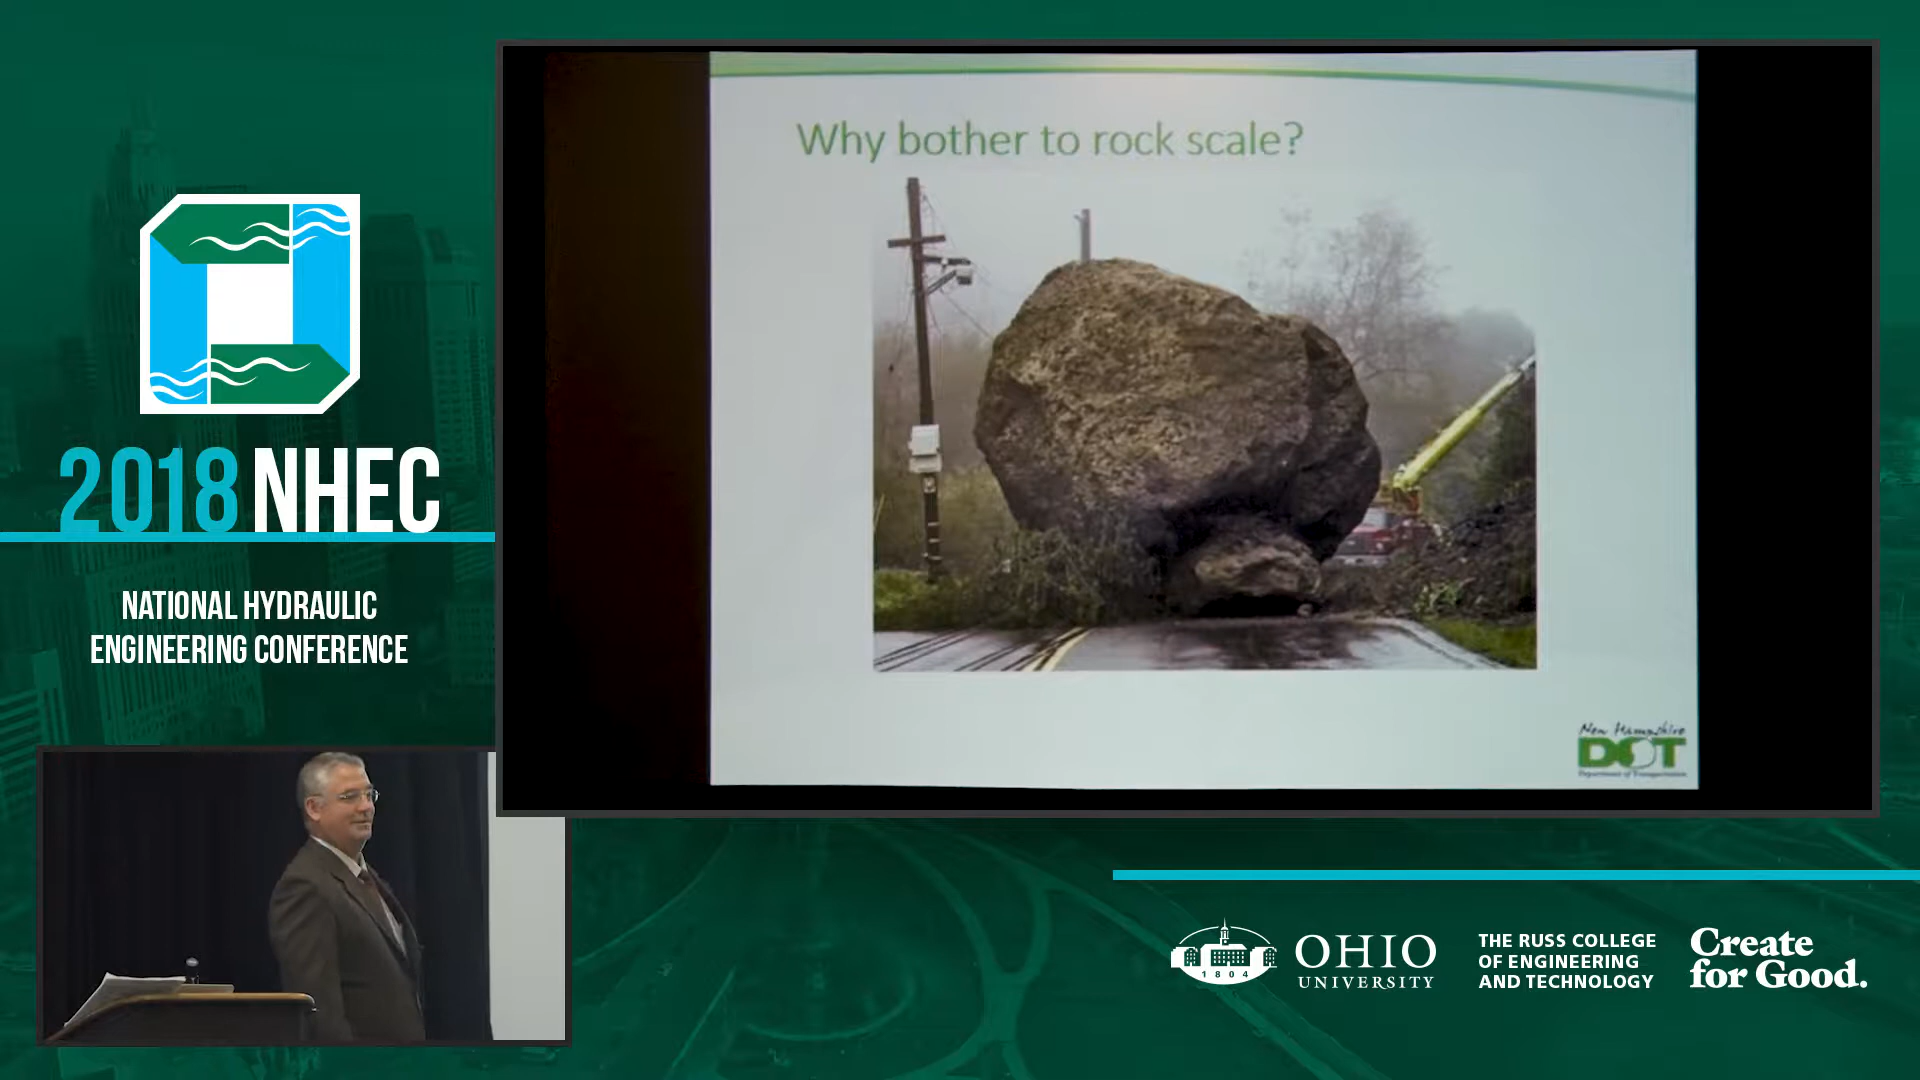 2018 NHEC
NATIONAL HYDRAULIC
ENGINEERING CONFERENCE
Why bother to rock scale?
New Hampshire
DOT
Department of Transportation
1804
OHIO
UNIVERSITY
THE RUSS COLLEGE
OF ENGINEERING
AND TECHNOLOGY
Create
for Good.